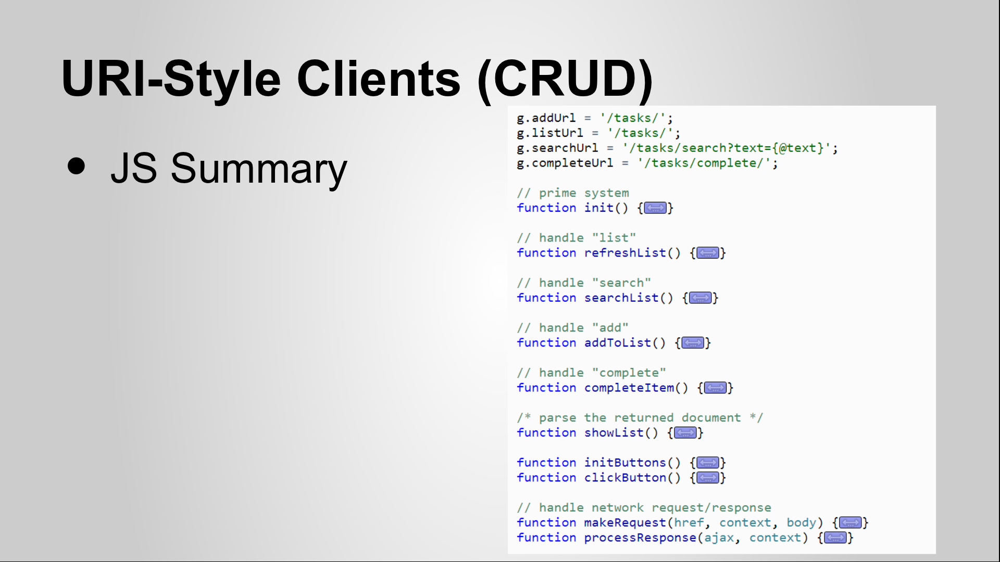 URI-Style Clients (CRUD)
● JS Summary
g.addUrl = '/tasks/';
g.listUrl = '/tasks/';
g.searchUrl = '/tasks/search?text={@text}';
g.completeUrl = '/tasks/complete/';
// prime system
function init() {...}
// handle "list"
function refreshList() {...}
// handle "search"
function searchList() {...}
// handle "add"
function addToList() {...}
// handle "complete"
function completeItem() {...}
/* parse the returned document */
function showList() {...}
function initButtons() {...}
function clickButton() {...}
// handle network request/response
function makeRequest(href, context, body) {...}
function processResponse(ajax, context) {...}